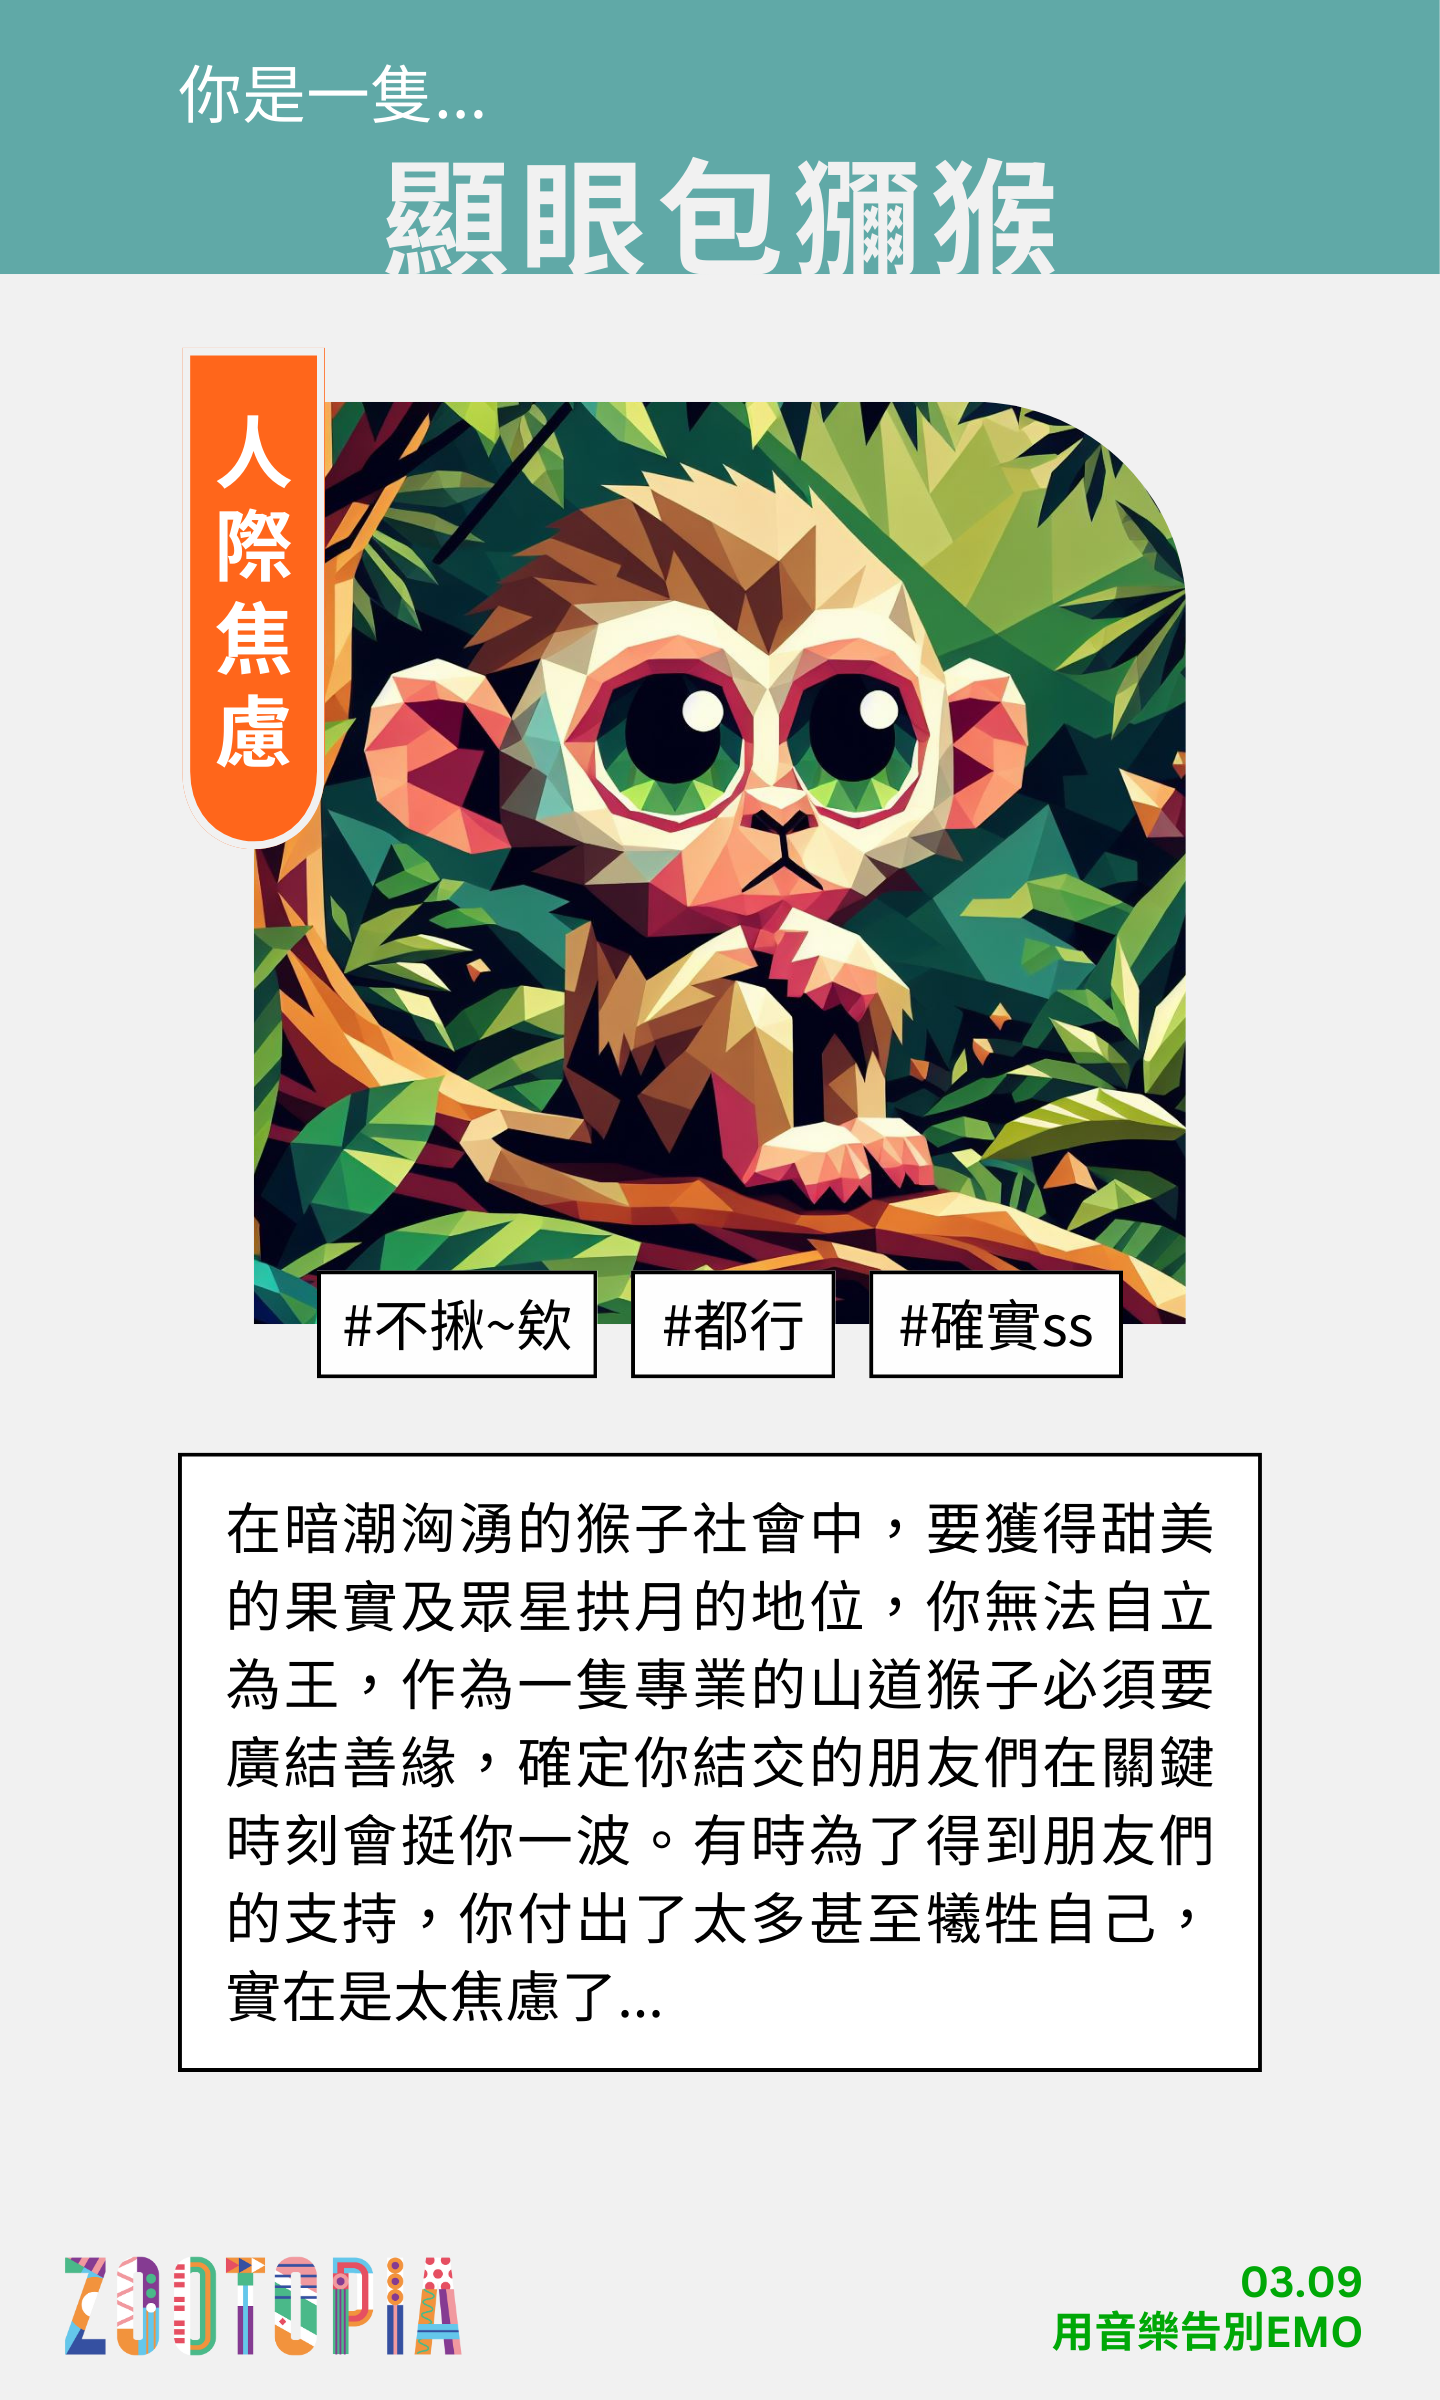 你是一隻...
顯眼包獼猴
人際焦慮
#不揪~欸
#都行
#確實ss
在暗潮洶湧的猴子社會中，要獲得甜美
的果實及眾星拱月的地位，你無法自立
為王，作為一隻專業的山道猴子必須要
廣結善緣，確定你結交的朋友們在關鍵
時刻會挺你一波。有時為了得到朋友們
的支持，你付出了太多甚至犧牲自己，
實在是太焦慮了...
ZOOTOPiA
03.09
用音樂告別EMO